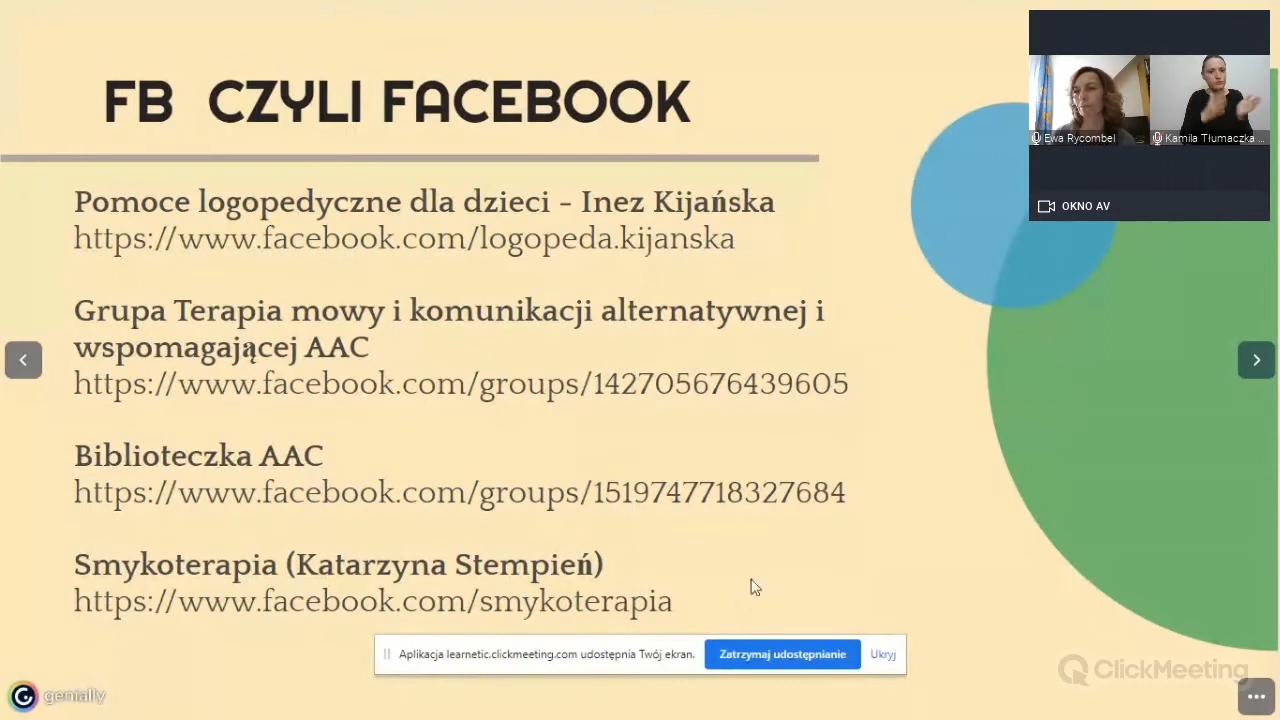 FB CZYLI FACEBOOK
Pomoce logopedyczne dla dzieci - Inez Kijańska
https://www.facebook.com/logopeda.kijanska
Grupa Terapia mowy i komunikacji alternatywnej i
wspomagającej AAC
https://www.facebook.com/groups/142705676439605
Biblioteczka AAC
https://www.facebook.com/groups/1519747718327684
Smykoterapia (Katarzyna Stempień)
https://www.facebook.com/smykoterapia
Ewa Rycombel
Kamila Tłumaczka ...
OKNO AV
Aplikacja learnetic.clickmeeting.com udostępnia Twój ekran.
Zatrzymaj udostępnianie
Ukryj
genially
ClickMeeting